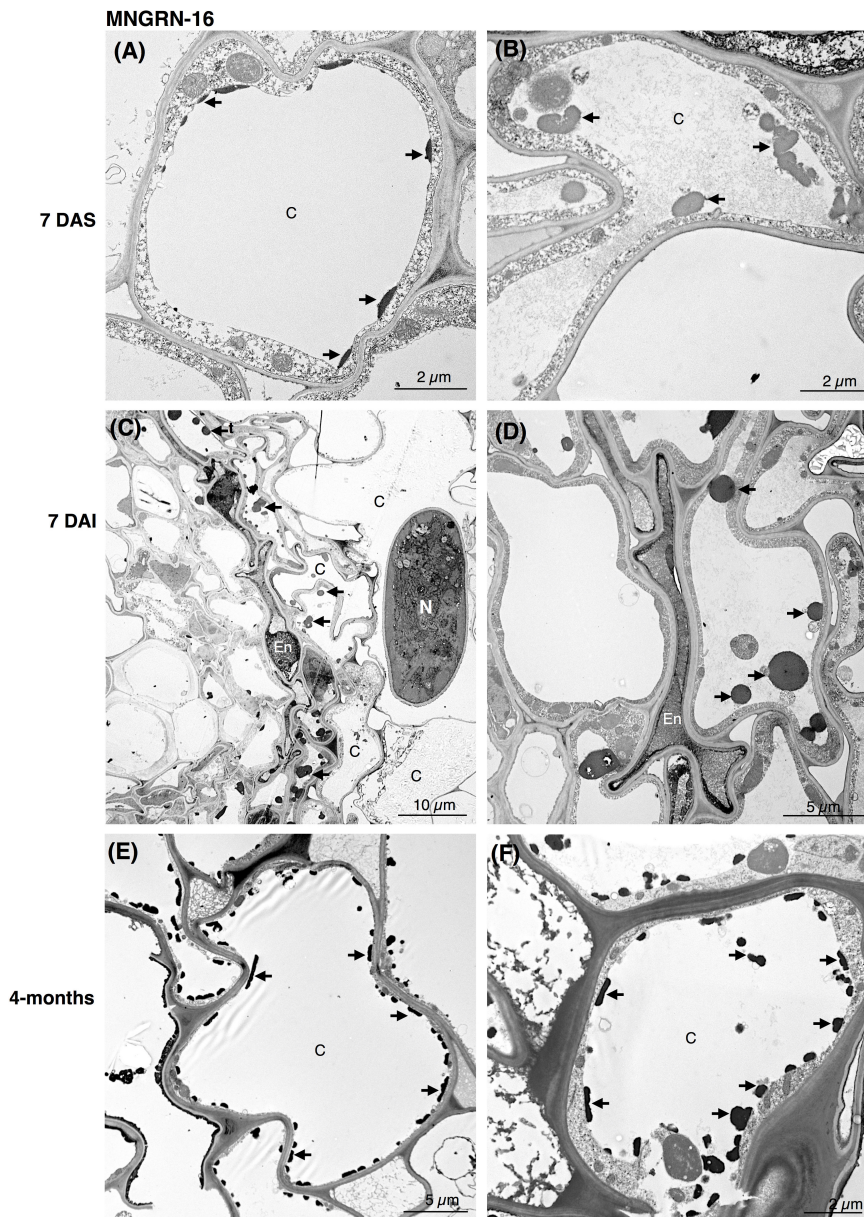 MNGRN-16
(A)
(B)
C
C
7 DAS
2 µm
2 µm
(C)
(D)
t
C
7 DAI
C
N
En
En
C
C
10 µm
5 µm
(E)
(F)
4-months
C
C
5 µm
2 µm